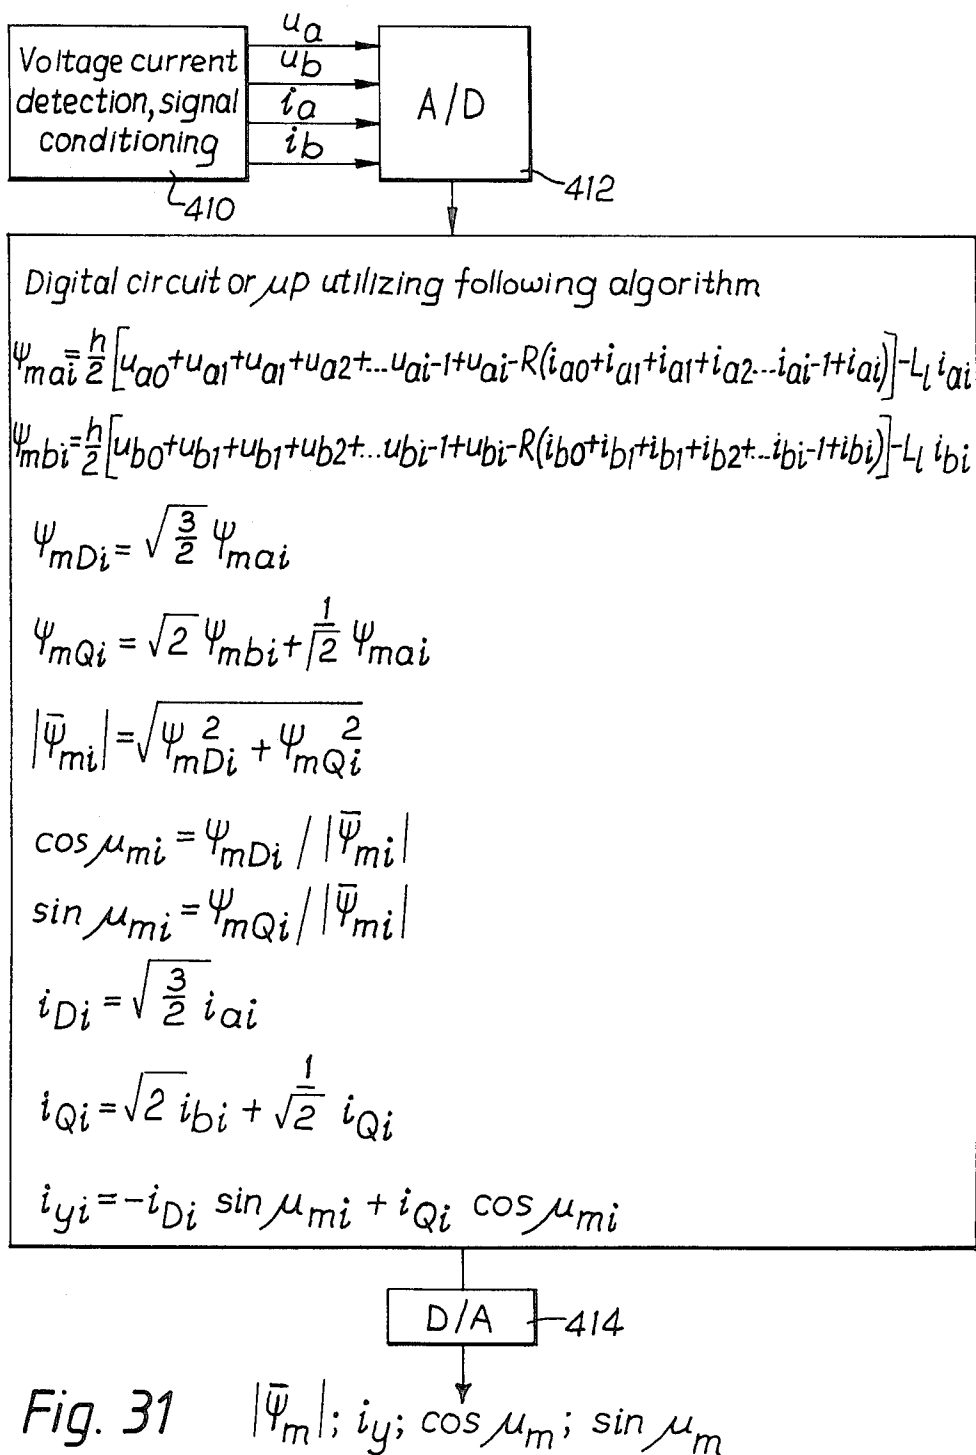 u_a
u_b
i_a
i_b
Voltage current
detection, signal
conditioning
410
A/D
412
Digital circuit or μp utilizing following algorithm
ψ_mai = h/2 [u_a0+u_a1+u_a1+u_a2+...u_ai-1+u_ai-R(i_a0+i_a1+i_a1+i_a2...i_ai-1+i_ai)]-L_l i_ai
ψ_mbi = h/2 [u_b0+u_b1+u_b1+u_b2+...u_bi-1+u_bi-R(i_b0+i_b1+i_b1+i_b2+...i_bi-1+i_bi)]-L_l i_bi
ψ_mDi = √(3/2) ψ_mai
ψ_mQi = √2 ψ_mbi + 1/√2 ψ_mai
|ψ̄_mi| = √(ψ_mDi² + ψ_mQi²)
cos μ_mi = ψ_mDi / |ψ̄_mi|
sin μ_mi = ψ_mQi / |ψ̄_mi|
i_Di = √(3/2) i_ai
i_Qi = √2 i_bi + 1/√2 i_Qi
i_yi = -i_Di sin μ_mi + i_Qi cos μ_mi
D/A
414
Fig. 31
|ψ̄_m|; i_y; cos μ_m; sin μ_m